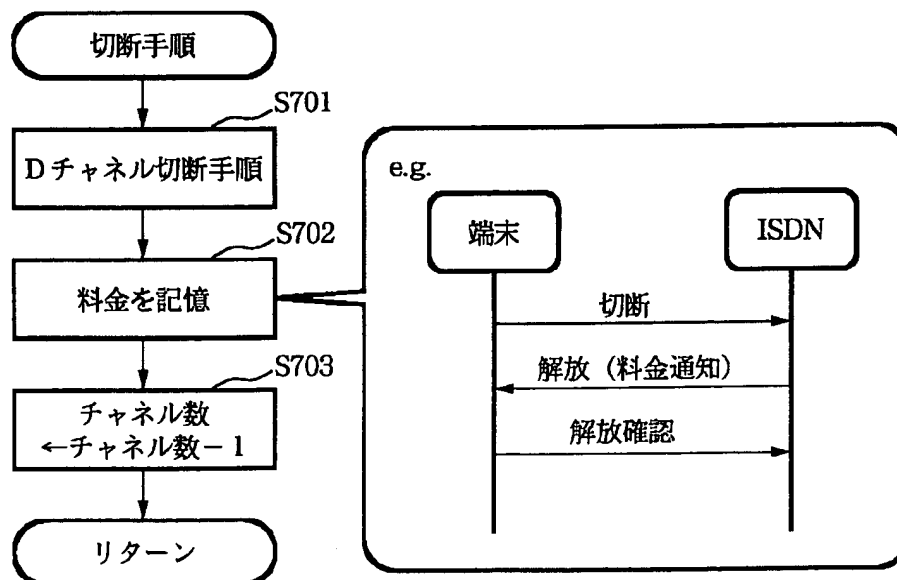 切断手順
S701
Dチャネル切断手順
S702
料金を記憶
S703
チャネル数
←チャネル数－1
リターン
e.g.
端末
ISDN
切断
解放（料金通知）
解放確認